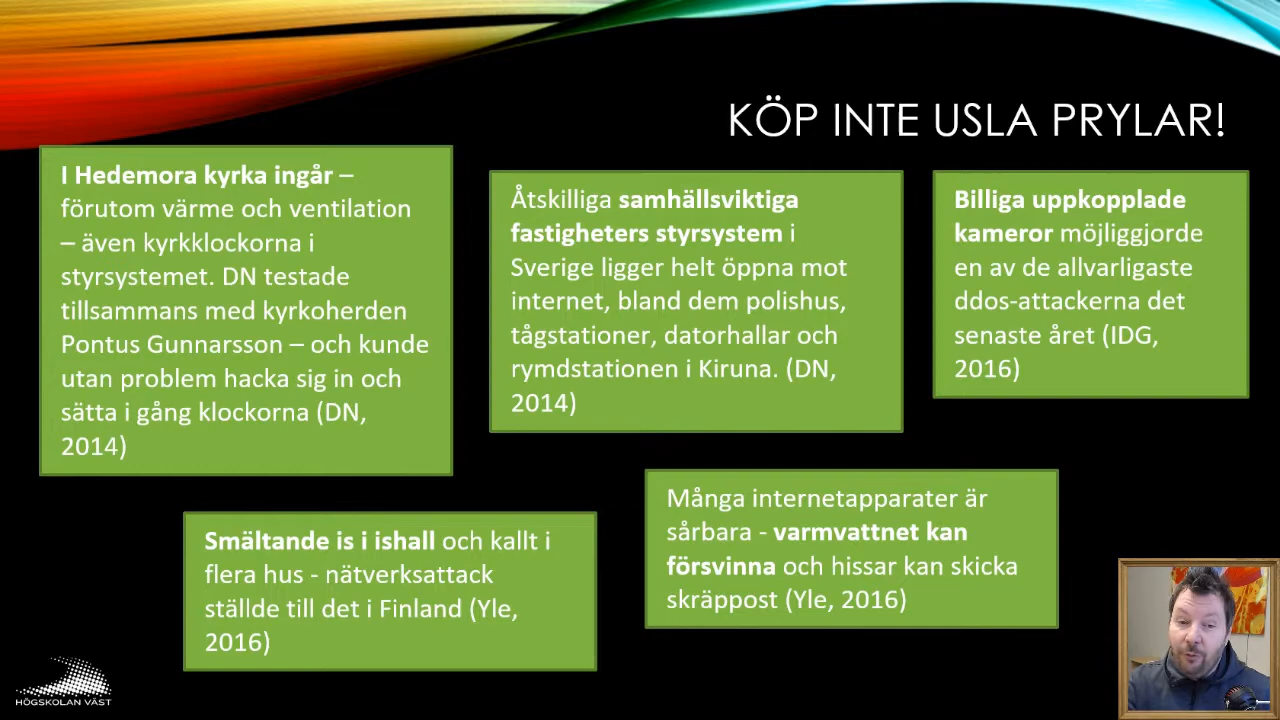 KÖP INTE USLA PRYLAR!
I Hedemora kyrka ingår –
förutom värme och ventilation
– även kyrkklockorna i
styrsystemet. DN testade
tillsammans med kyrkoherden
Pontus Gunnarsson – och kunde
utan problem hacka sig in och
sätta i gång klockorna (DN,
2014)
Åtskilliga samhällsviktiga
fastigheters styrsystem i
Sverige ligger helt öppna mot
internet, bland dem polishus,
tågstationer, datorhallar och
rymdstationen i Kiruna. (DN,
2014)
Billiga uppkopplade
kameror möjliggjorde
en av de allvarligaste
ddos-attackerna det
senaste året (IDG,
2016)
Smältande is i ishall och kallt i
flera hus - nätverksattack
ställde till det i Finland (Yle,
2016)
Många internetapparater är
sårbara - varmvattnet kan
försvinna och hissar kan skicka
skräppost (Yle, 2016)
HÖGSKOLAN VÄST